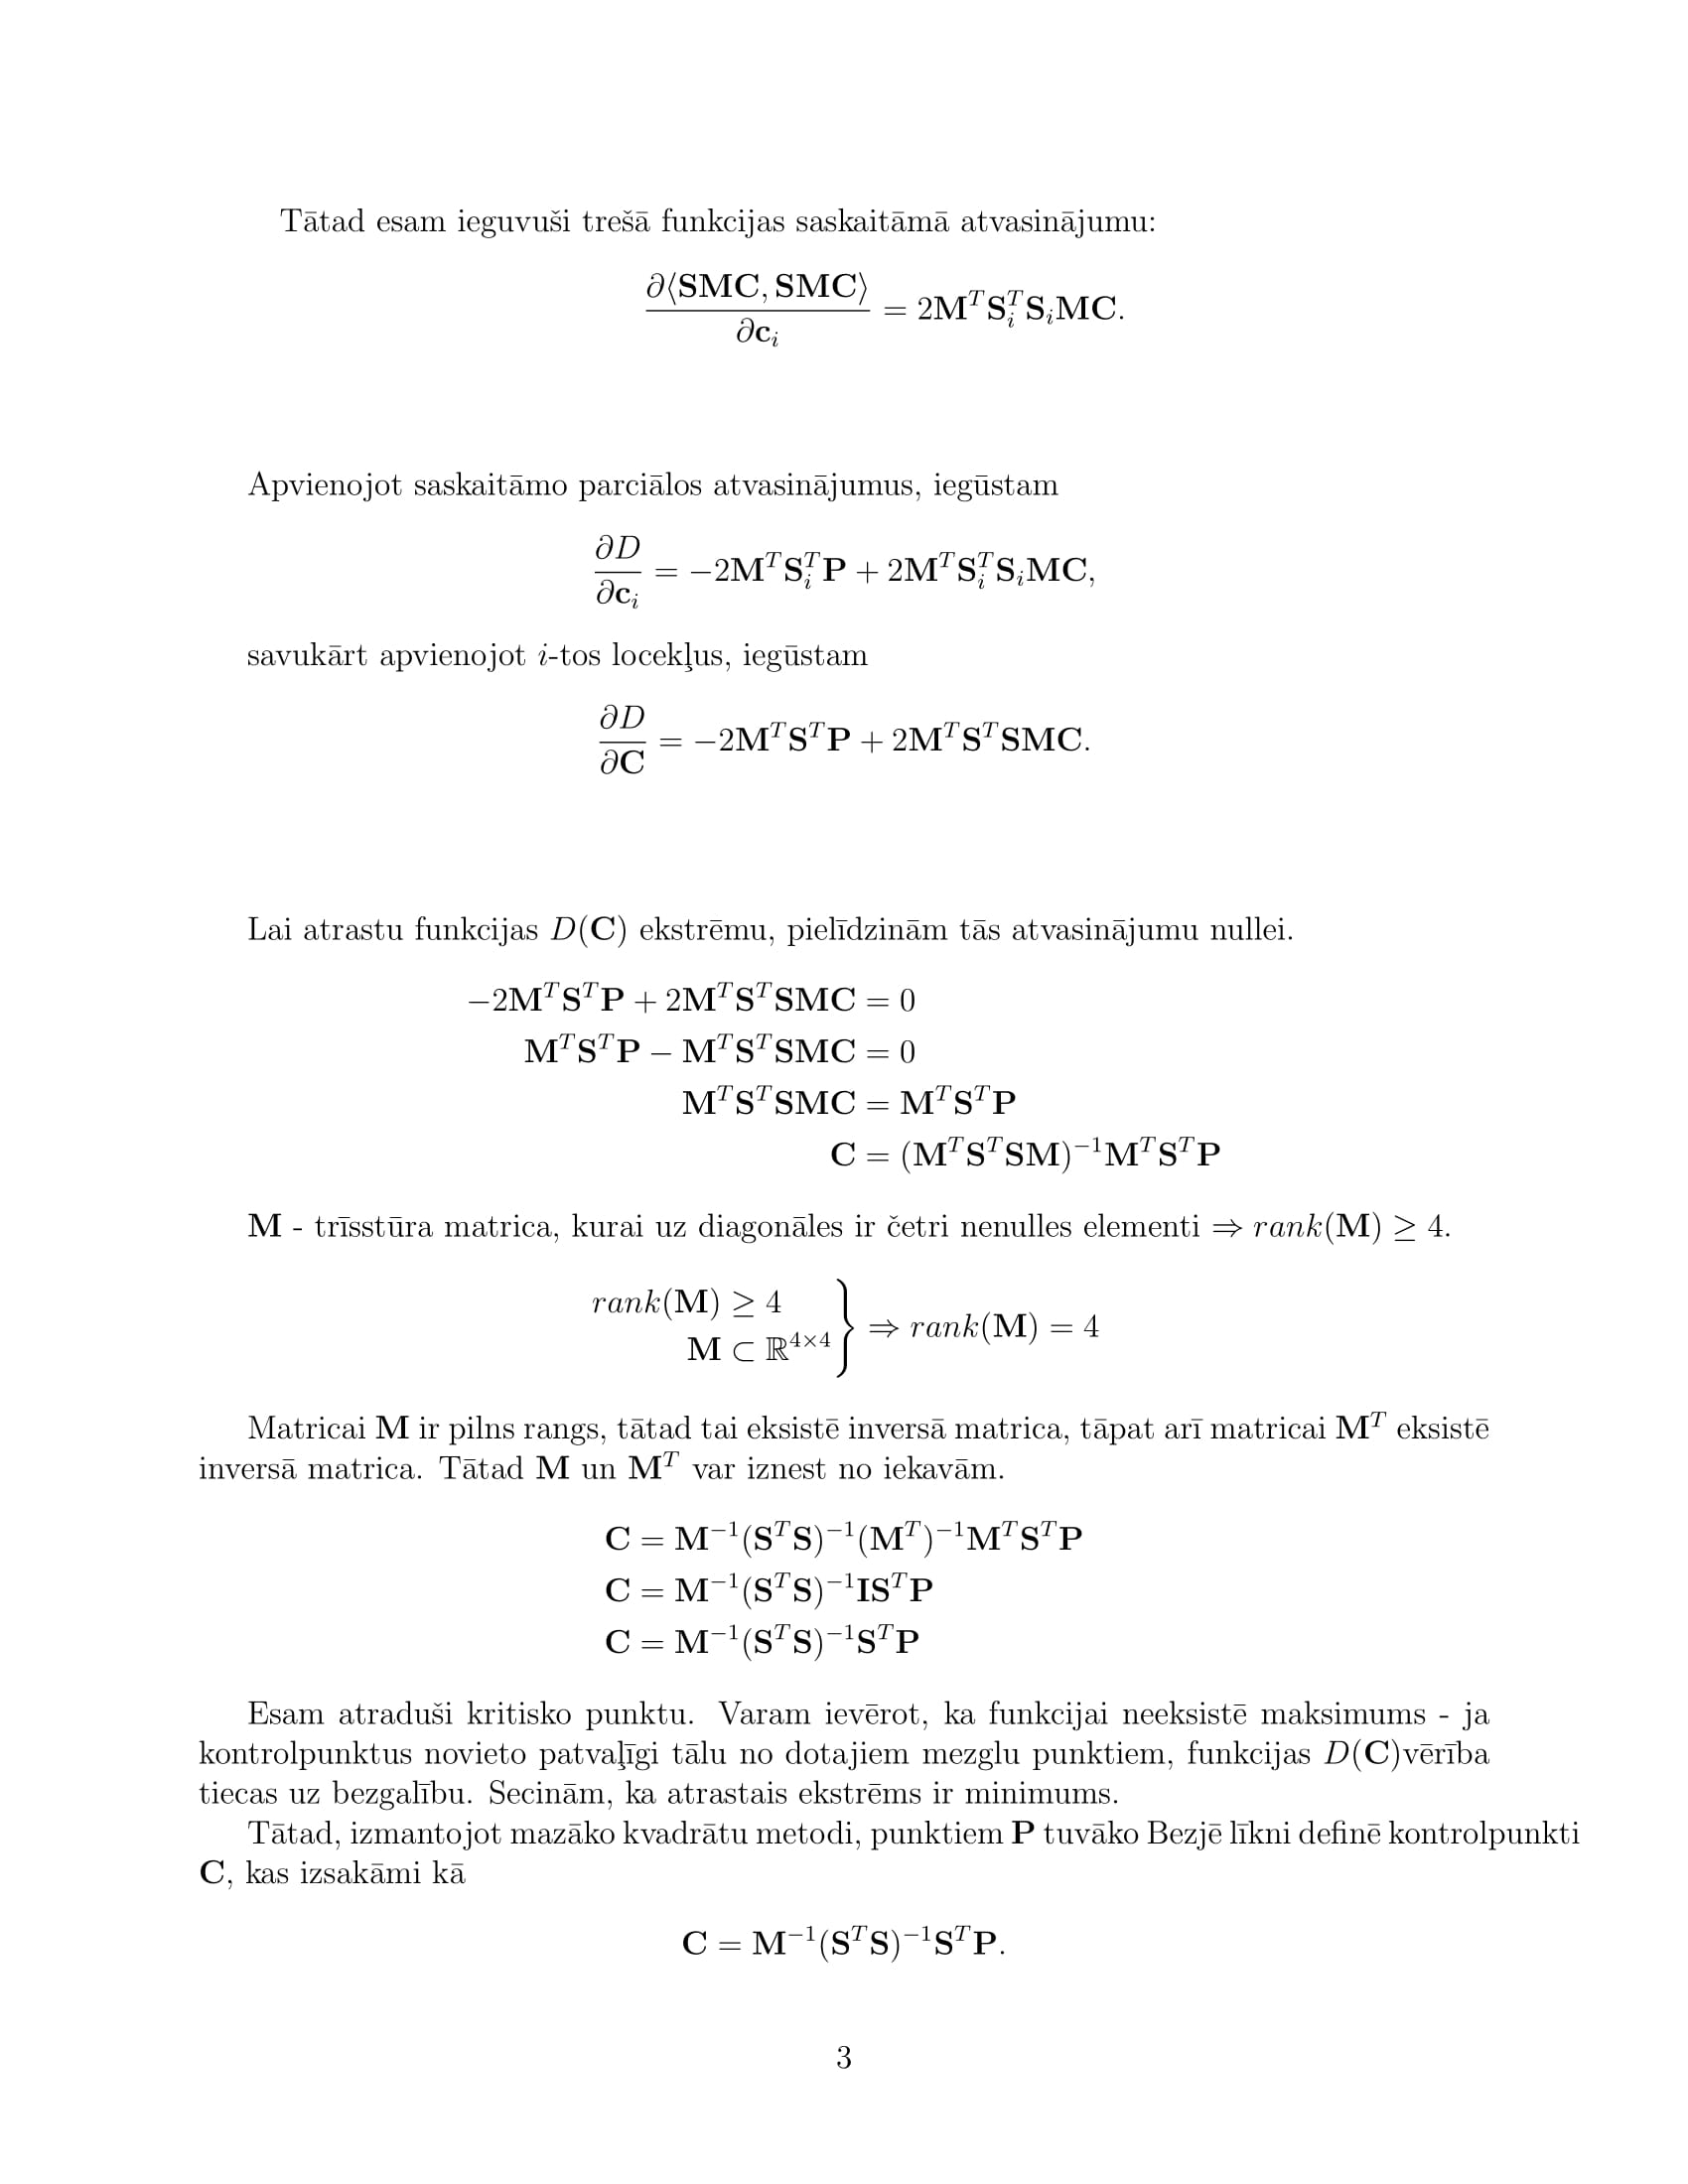 Tātad esam ieguvuši trešā funkcijas saskaitāmā atvasinājumu:
$$\frac{\partial \langle \mathbf{SMC}, \mathbf{SMC} \rangle}{\partial \mathbf{c}_i} = 2\mathbf{M}^T\mathbf{S}_i^T\mathbf{S}_i\mathbf{MC}.$$
Apvienojot saskaitāmo parciālos atvasinājumus, iegūstam
$$\frac{\partial D}{\partial \mathbf{c}_i} = -2\mathbf{M}^T\mathbf{S}_i^T\mathbf{P} + 2\mathbf{M}^T\mathbf{S}_i^T\mathbf{S}_i\mathbf{MC},$$
savukārt apvienojot $i$-tos locekļus, iegūstam
$$\frac{\partial D}{\partial \mathbf{C}} = -2\mathbf{M}^T\mathbf{S}^T\mathbf{P} + 2\mathbf{M}^T\mathbf{S}^T\mathbf{SMC}.$$
Lai atrastu funkcijas $D(\mathbf{C})$ ekstrēmu, pielīdzinām tās atvasinājumu nullei.
$$-2\mathbf{M}^T\mathbf{S}^T\mathbf{P} + 2\mathbf{M}^T\mathbf{S}^T\mathbf{SMC} = 0$$
$$\mathbf{M}^T\mathbf{S}^T\mathbf{P} - \mathbf{M}^T\mathbf{S}^T\mathbf{SMC} = 0$$
$$\mathbf{M}^T\mathbf{S}^T\mathbf{SMC} = \mathbf{M}^T\mathbf{S}^T\mathbf{P}$$
$$\mathbf{C} = (\mathbf{M}^T\mathbf{S}^T\mathbf{SM})^{-1}\mathbf{M}^T\mathbf{S}^T\mathbf{P}$$
$\mathbf{M}$ - trīsstūra matrica, kurai uz diagonāles ir četri nenulles elementi $\Rightarrow rank(\mathbf{M}) \geq 4$.
$$\left.\begin{array}{r} rank(\mathbf{M}) \geq 4 \\ \mathbf{M} \subset \mathbb{R}^{4\times4} \end{array}\right\} \Rightarrow rank(\mathbf{M}) = 4$$
Matricai $\mathbf{M}$ ir pilns rangs, tātad tai eksistē inversā matrica, tāpat arī matricai $\mathbf{M}^T$ eksistē
inversā matrica. Tātad $\mathbf{M}$ un $\mathbf{M}^T$ var iznest no iekavām.
$$\mathbf{C} = \mathbf{M}^{-1}(\mathbf{S}^T\mathbf{S})^{-1}(\mathbf{M}^T)^{-1}\mathbf{M}^T\mathbf{S}^T\mathbf{P}$$
$$\mathbf{C} = \mathbf{M}^{-1}(\mathbf{S}^T\mathbf{S})^{-1}\mathbf{IS}^T\mathbf{P}$$
$$\mathbf{C} = \mathbf{M}^{-1}(\mathbf{S}^T\mathbf{S})^{-1}\mathbf{S}^T\mathbf{P}$$
Esam atraduši kritisko punktu. Varam ievērot, ka funkcijai neeksistē maksimums - ja
kontrolpunktus novieto patvaļīgi tālu no dotajiem mezglu punktiem, funkcijas $D(\mathbf{C})$vērība
tiecas uz bezgalību. Secinām, ka atrastais ekstrēms ir minimums.
Tātad, izmantojot mazāko kvadrātu metodi, punktiem $\mathbf{P}$ tuvāko Bezjē līkni definē kontrolpunkti
$\mathbf{C}$, kas izsakāmi kā
$$\mathbf{C} = \mathbf{M}^{-1}(\mathbf{S}^T\mathbf{S})^{-1}\mathbf{S}^T\mathbf{P}.$$
3